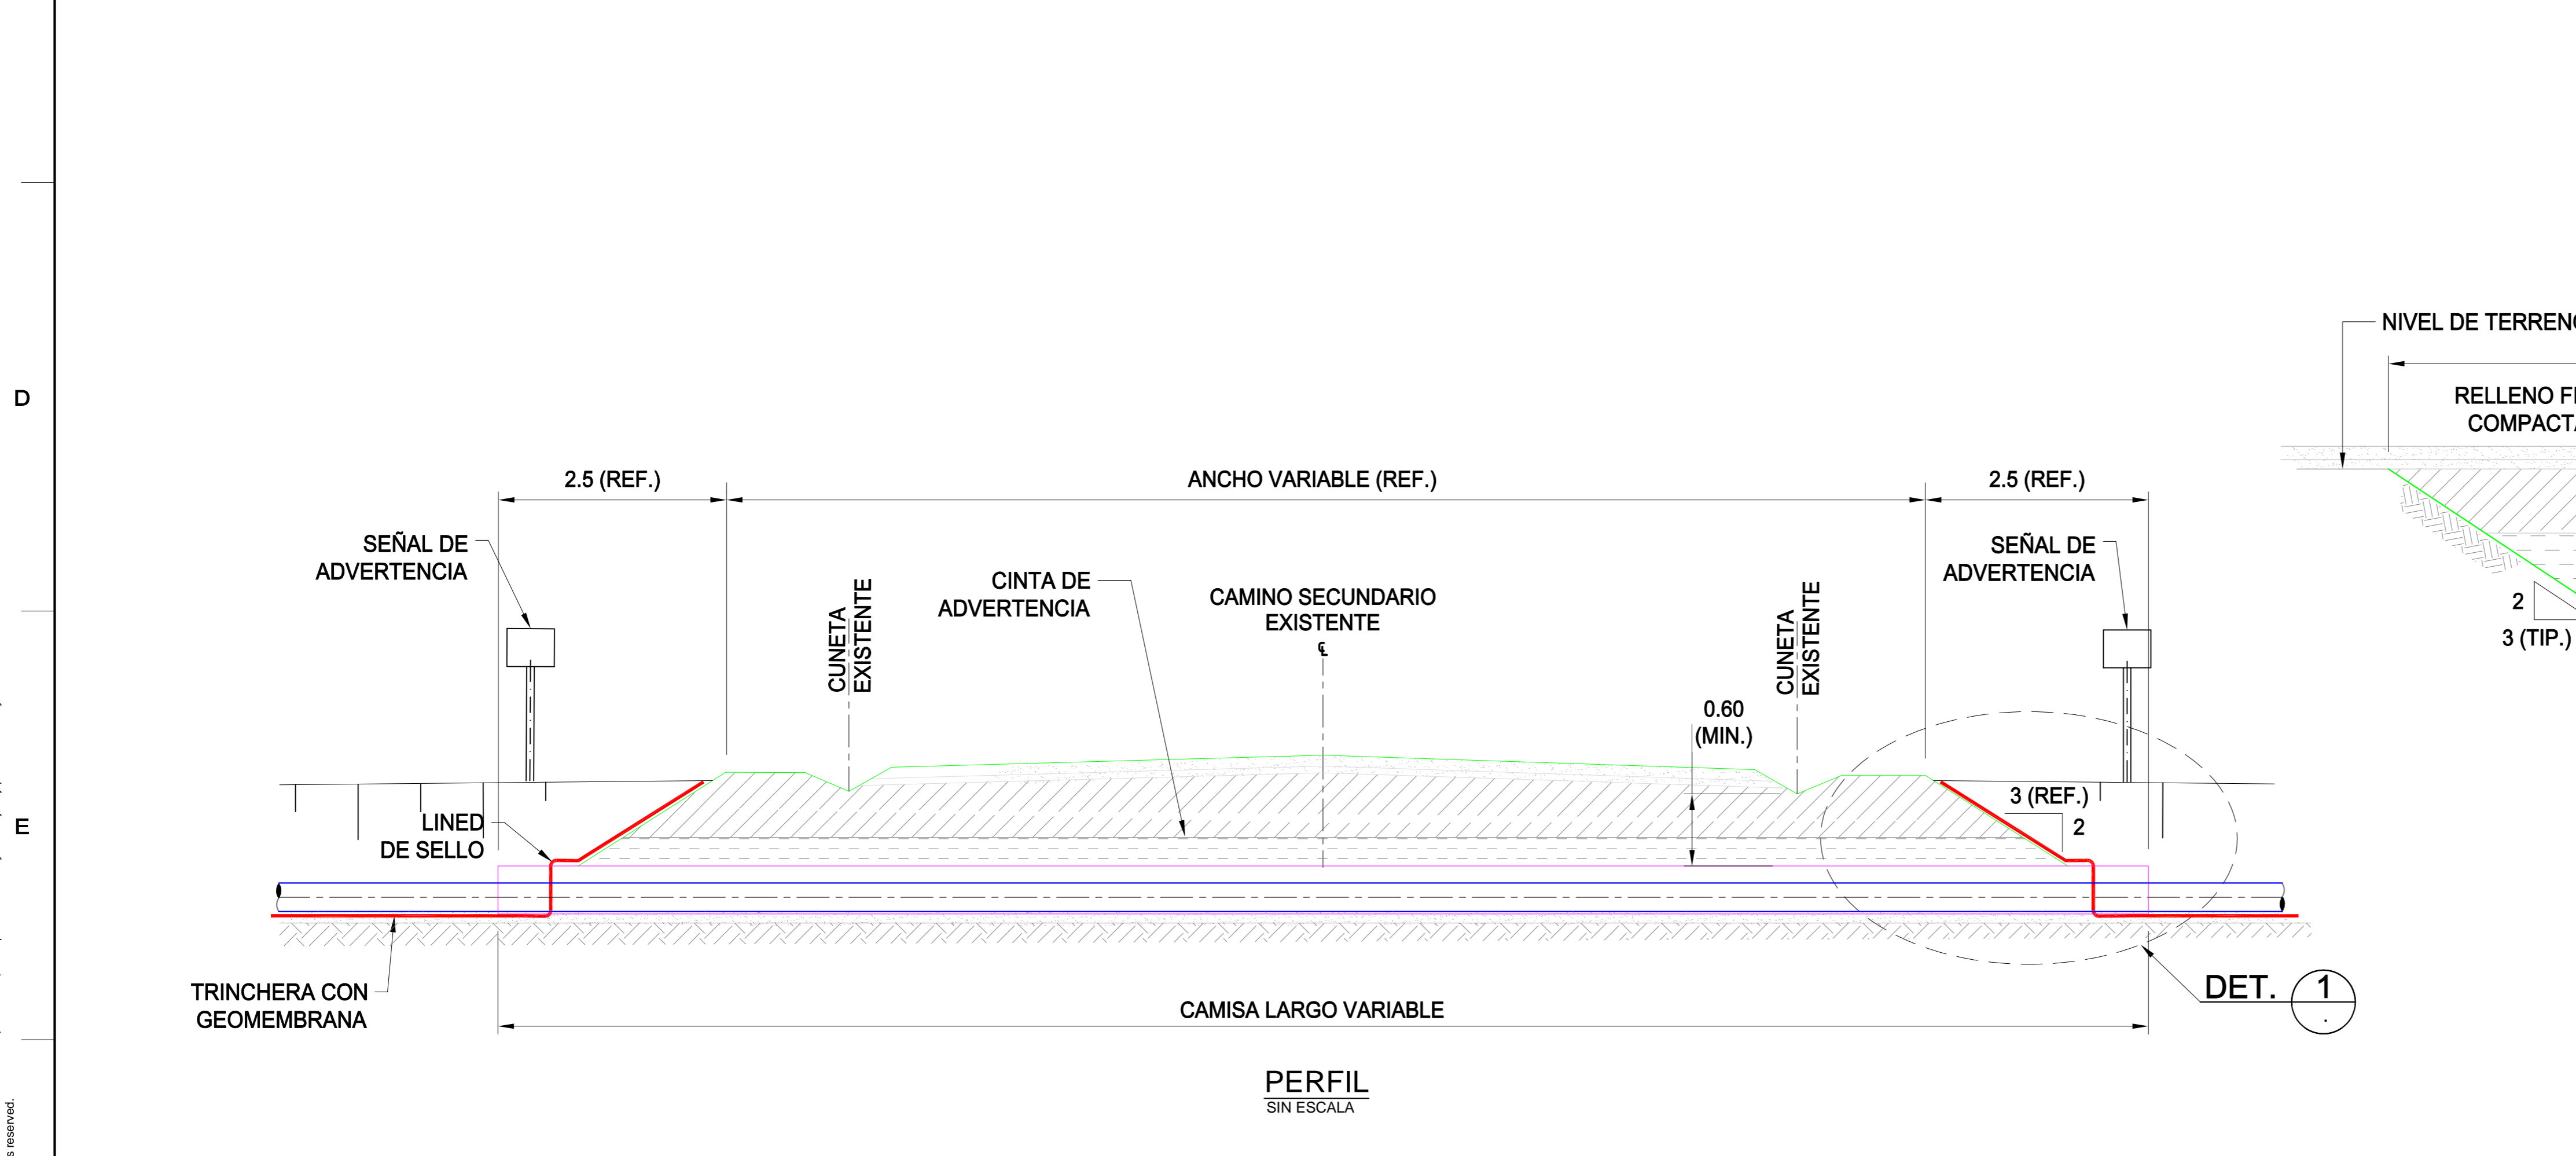 D
E
s reserved.
2.5 (REF.)
ANCHO VARIABLE (REF.)
2.5 (REF.)
SEÑAL DE
ADVERTENCIA
CUNETA
EXISTENTE
CINTA DE
ADVERTENCIA
CAMINO SECUNDARIO
EXISTENTE
℄
CUNETA
EXISTENTE
SEÑAL DE
ADVERTENCIA
0.60
(MIN.)
3 (REF.)
2
LINED
DE SELLO
TRINCHERA CON
GEOMEMBRANA
CAMISA LARGO VARIABLE
DET.
1
.
PERFIL
SIN ESCALA
NIVEL DE TERREN
RELLENO F
COMPACTA
2
3 (TIP.)